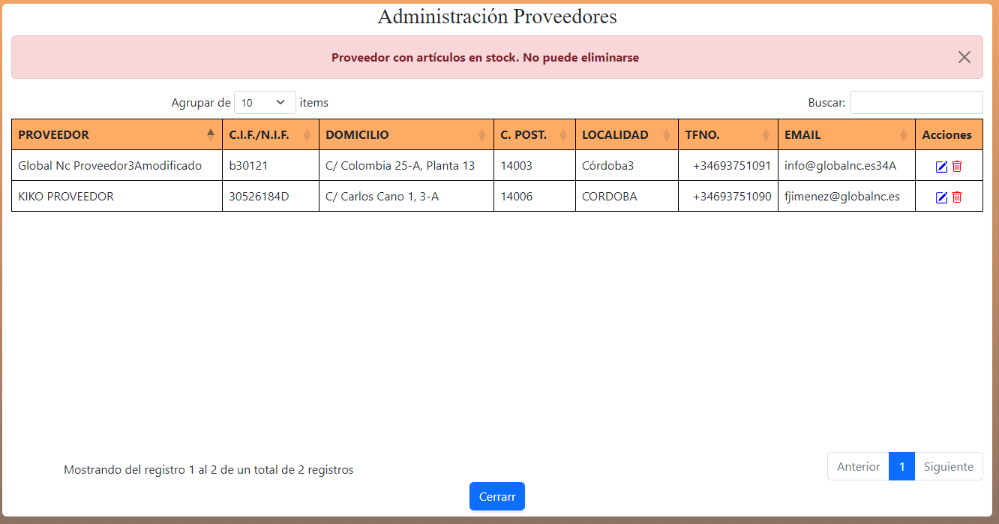 Administración Proveedores
Proveedor con artículos en stock. No puede eliminarse
Agrupar de 10 items Buscar:
PROVEEDOR C.I.F./N.I.F. DOMICILIO C. POST. LOCALIDAD TFNO. EMAIL Acciones
Global Nc Proveedor3Amodificado b30121 C/ Colombia 25-A, Planta 13 14003 Córdoba3 +34693751091 info@globalnc.es34A
KIKO PROVEEDOR 30526184D C/ Carlos Cano 1, 3-A 14006 CORDOBA +34693751090 fjimenez@globalnc.es
Mostrando del registro 1 al 2 de un total de 2 registros Anterior 1 Siguiente
Cerrarr